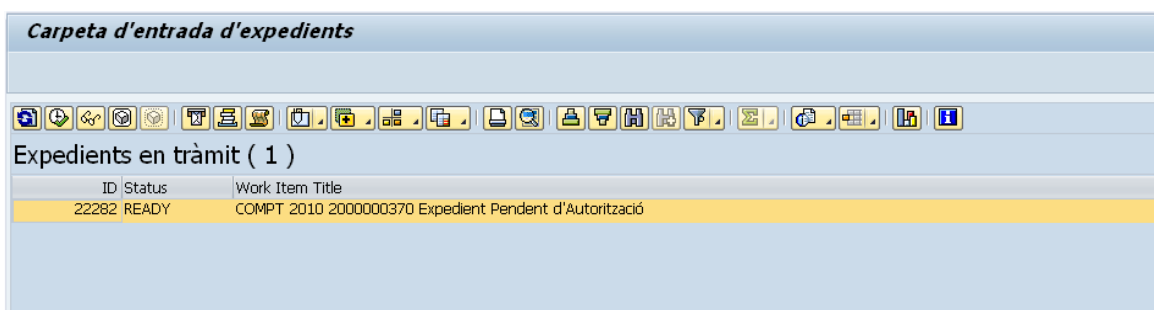 Carpeta d'entrada d'expedients
Expedients en tràmit ( 1 )
ID Status Work Item Title
22282 READY COMPT 2010 2000000370 Expedient Pendent d'Autorització